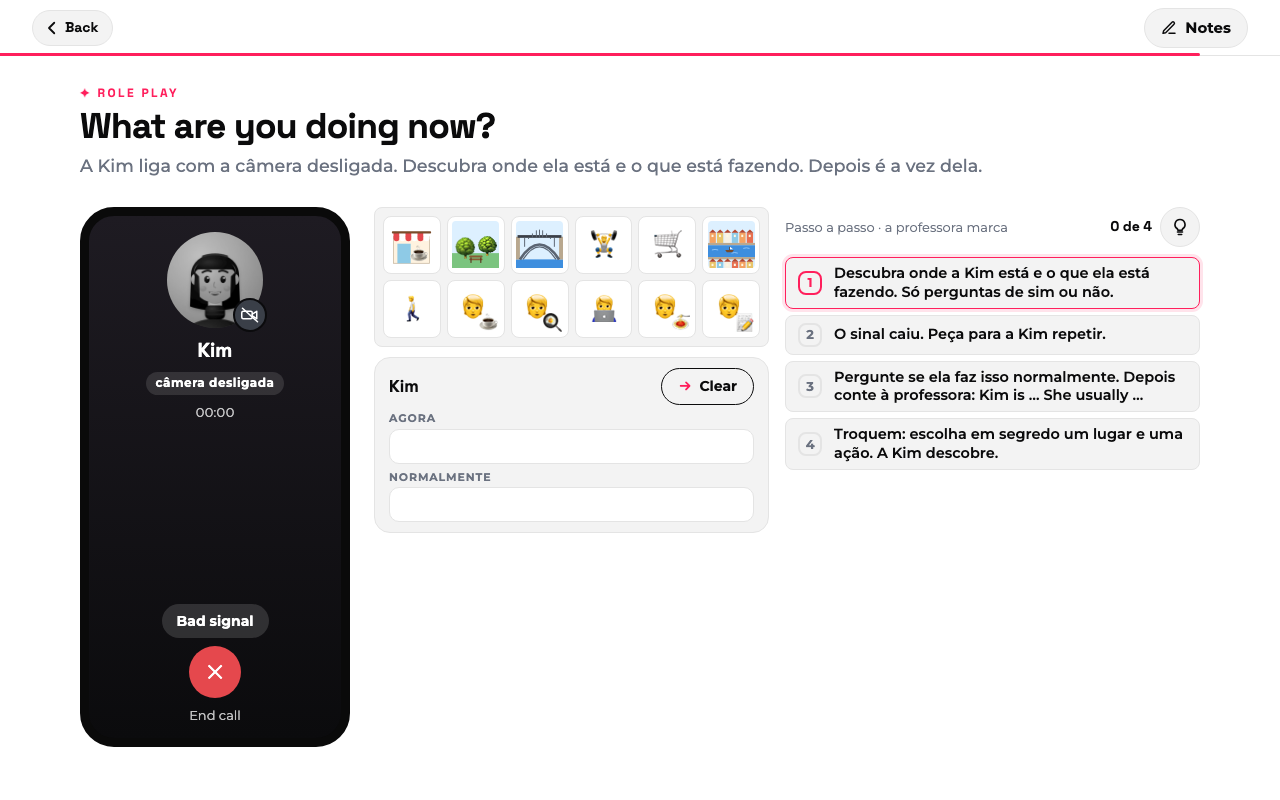 Back
Notes
ROLE PLAY
What are you doing now?
A Kim liga com a câmera desligada. Descubra onde ela está e o que está fazendo. Depois é a vez dela.
Kim
câmera desligada
00:00
Bad signal
End call
Kim
Clear
AGORA
NORMALMENTE
Passo a passo · a professora marca
0 de 4
1
Descubra onde a Kim está e o que ela está
fazendo. Só perguntas de sim ou não.
2
O sinal caiu. Peça para a Kim repetir.
3
Pergunte se ela faz isso normalmente. Depois
conte à professora: Kim is ... She usually ...
4
Troquem: escolha em segredo um lugar e uma
ação. A Kim descobre.